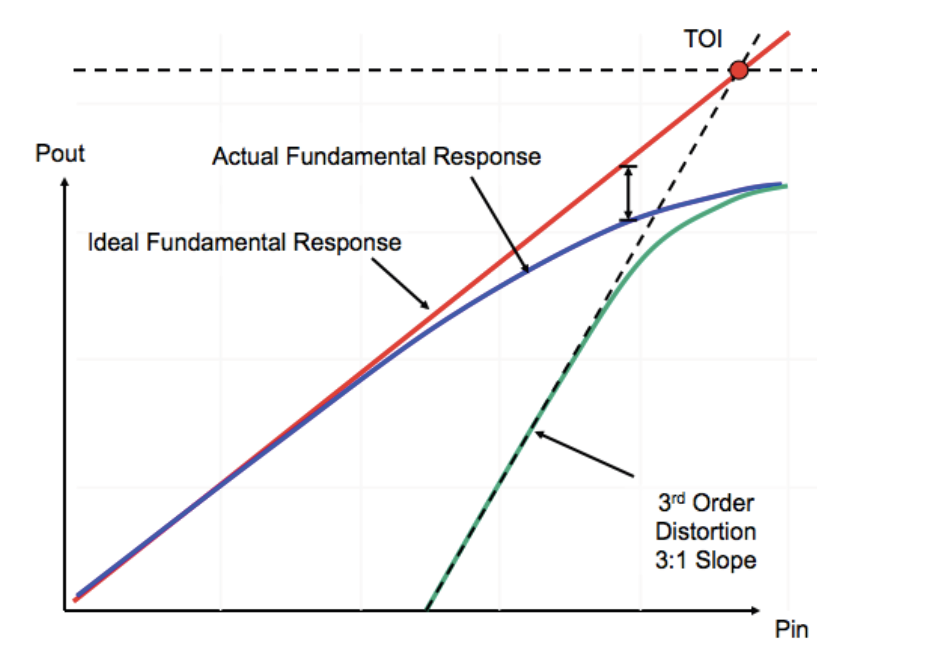 TOI
Pout
Actual Fundamental Response
Ideal Fundamental Response
3rd Order
Distortion
3:1 Slope
Pin